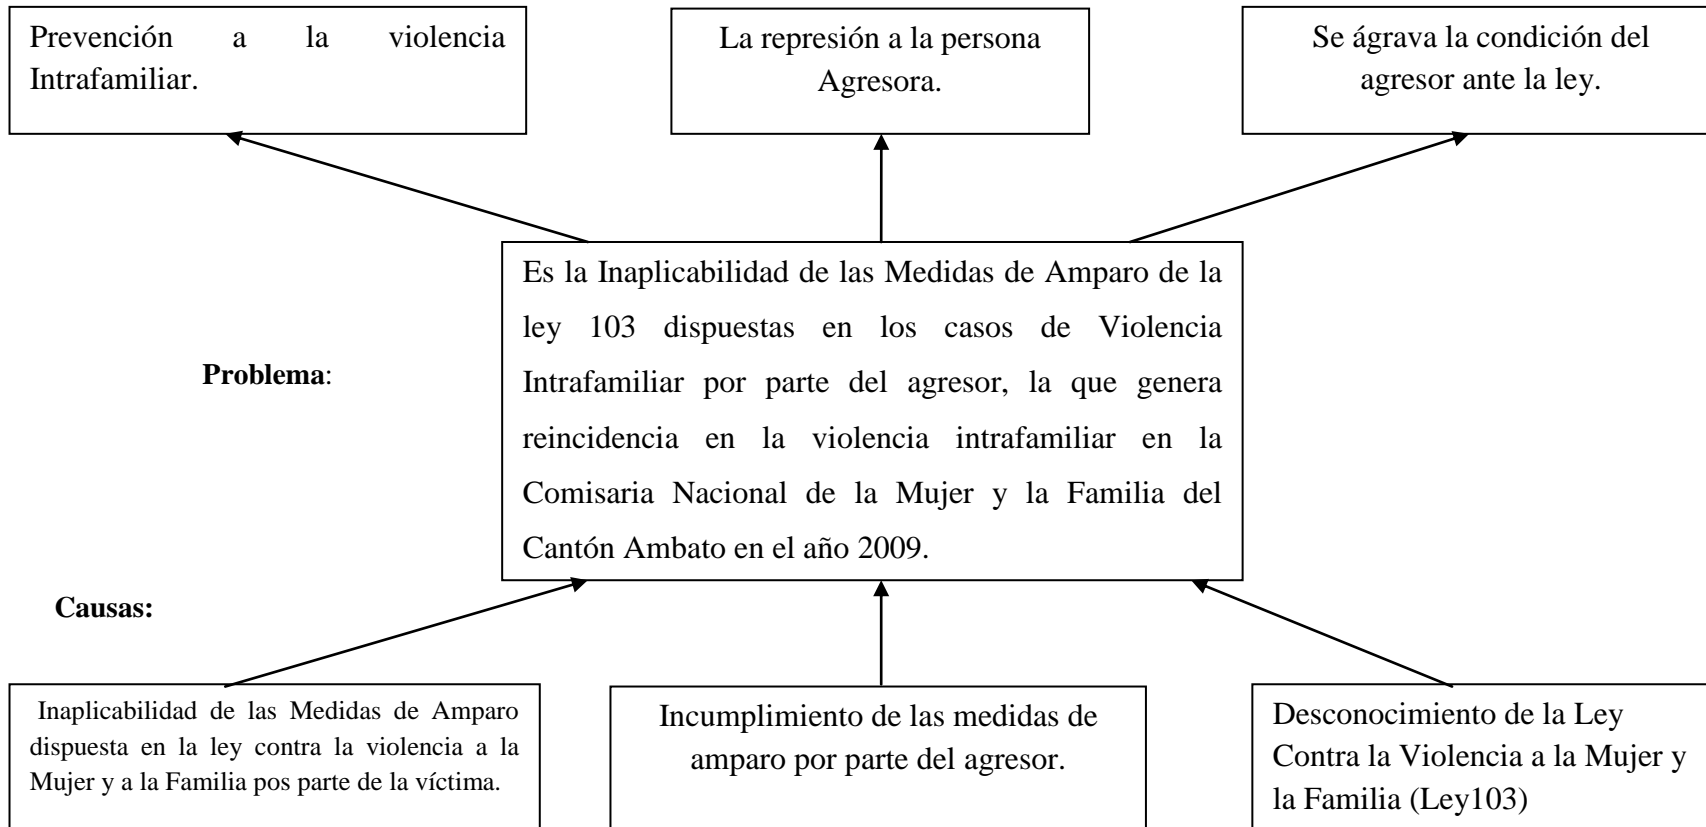 Prevención a la violencia
Intrafamiliar.
La represión a la persona
Agresora.
Se ágrava la condición del
agresor ante la ley.
Problema:
Es la Inaplicabilidad de las Medidas de Amparo de la
ley 103 dispuestas en los casos de Violencia
Intrafamiliar por parte del agresor, la que genera
reincidencia en la violencia intrafamiliar en la
Comisaria Nacional de la Mujer y la Familia del
Cantón Ambato en el año 2009.
Causas:
Inaplicabilidad de las Medidas de Amparo
dispuesta en la ley contra la violencia a la
Mujer y a la Familia pos parte de la víctima.
Incumplimiento de las medidas de
amparo por parte del agresor.
Desconocimiento de la Ley
Contra la Violencia a la Mujer y
la Familia (Ley103)